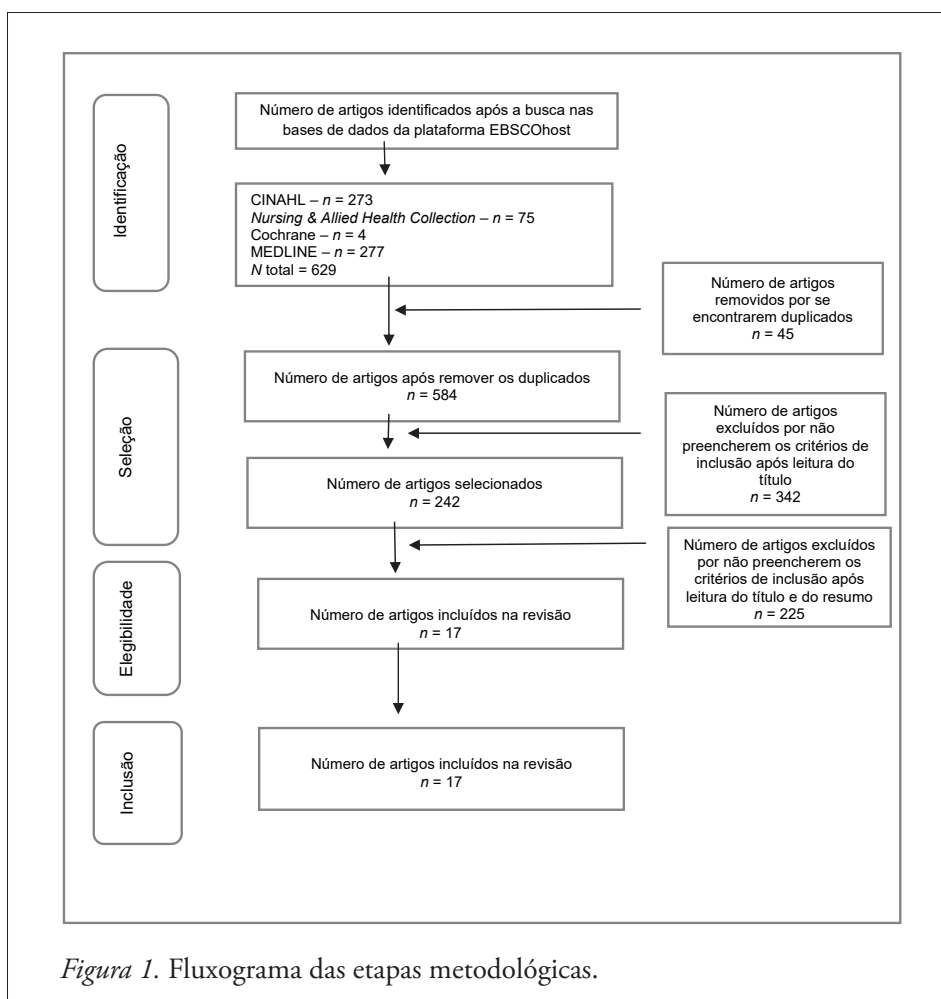 Identificação
Número de artigos identificados após a busca nas
bases de dados da plataforma EBSCOhost
CINAHL – n = 273
Nursing & Allied Health Collection – n = 75
Cochrane – n = 4
MEDLINE – n = 277
N total = 629
Número de artigos
removidos por se
encontrarem duplicados
n = 45
Seleção
Número de artigos após remover os duplicados
n = 584
Número de artigos
excluídos por não
preencherem os critérios de
inclusão após leitura do
título
n = 342
Número de artigos selecionados
n = 242
Número de artigos excluídos
por não preencherem os
critérios de inclusão após
leitura do título e do resumo
n = 225
Elegibilidade
Número de artigos incluídos na revisão
n = 17
Inclusão
Número de artigos incluídos na revisão
n = 17
Figura 1. Fluxograma das etapas metodológicas.